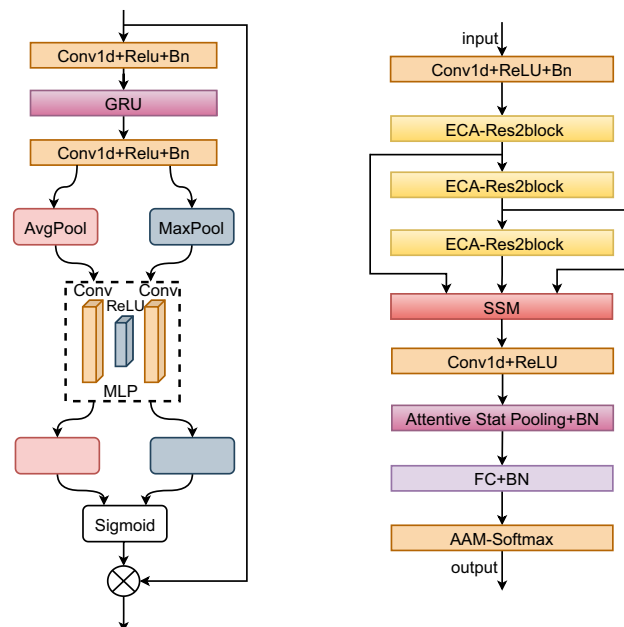 Conv1d+Relu+Bn
GRU
Conv1d+Relu+Bn
AvgPool
MaxPool
Conv
Conv
ReLU
MLP
Sigmoid
input
Conv1d+ReLU+Bn
ECA-Res2block
ECA-Res2block
ECA-Res2block
SSM
Conv1d+ReLU
Attentive Stat Pooling+BN
FC+BN
AAM-Softmax
output